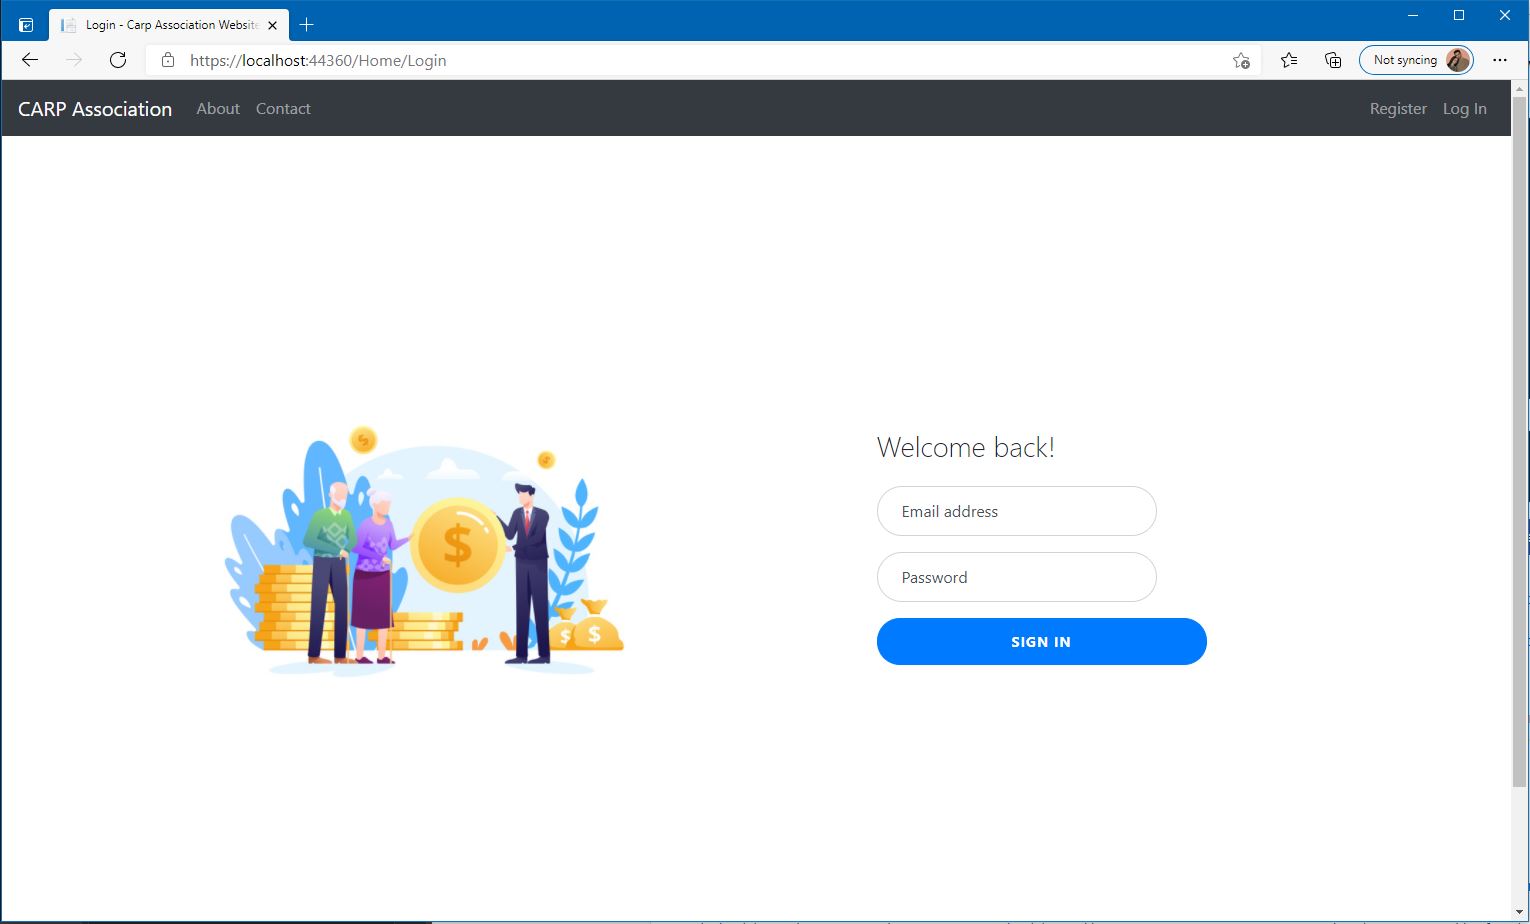 Login - Carp Association Website
https://localhost:44360/Home/Login
Not syncing
CARP Association
About
Contact
Register
Log In
Welcome back!
Email address
Password
SIGN IN
$
$
$